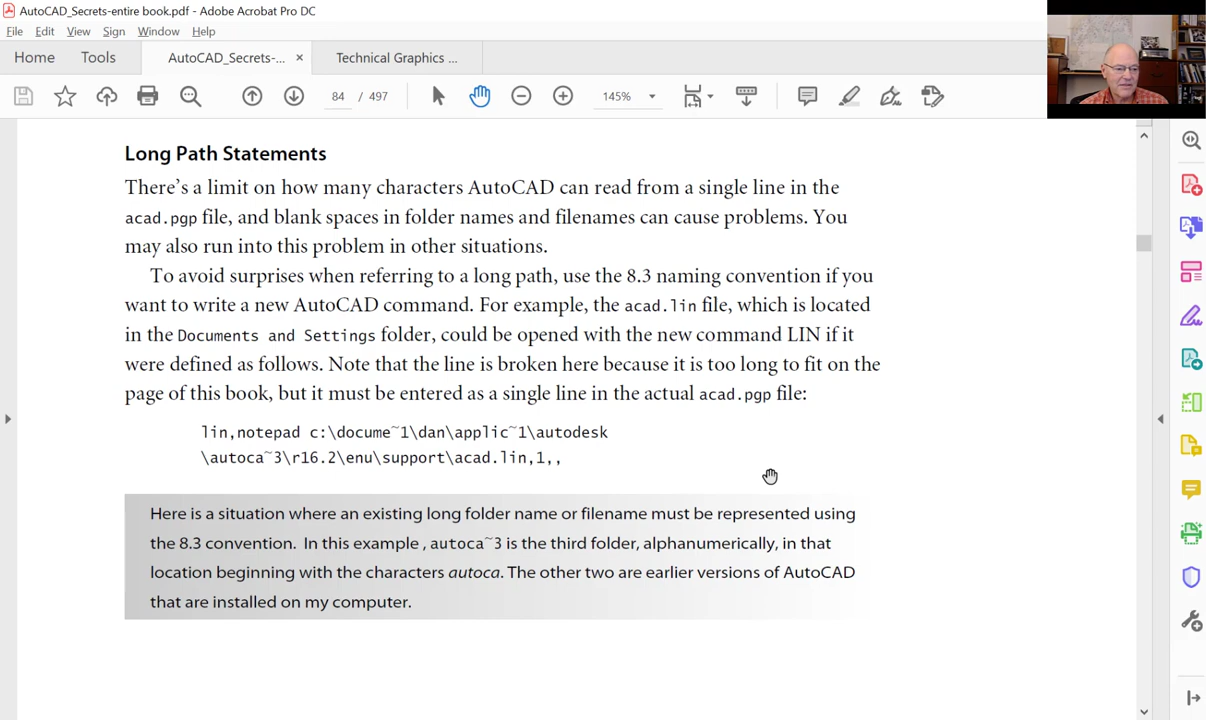 AutoCAD_Secrets-entire book.pdf - Adobe Acrobat Pro DC
File Edit View Sign Window Help
Home Tools AutoCAD_Secrets-... × Technical Graphics ...
84 / 497 145%
Long Path Statements
There's a limit on how many characters AutoCAD can read from a single line in the
acad.pgp file, and blank spaces in folder names and filenames can cause problems. You
may also run into this problem in other situations.
To avoid surprises when referring to a long path, use the 8.3 naming convention if you
want to write a new AutoCAD command. For example, the acad.lin file, which is located
in the Documents and Settings folder, could be opened with the new command LIN if it
were defined as follows. Note that the line is broken here because it is too long to fit on the
page of this book, but it must be entered as a single line in the actual acad.pgp file:
lin,notepad c:\docume~1\dan\applic~1\autodesk
\autoca~3\r16.2\enu\support\acad.lin,1,,
Here is a situation where an existing long folder name or filename must be represented using
the 8.3 convention. In this example , autoca~3 is the third folder, alphanumerically, in that
location beginning with the characters autoca. The other two are earlier versions of AutoCAD
that are installed on my computer.